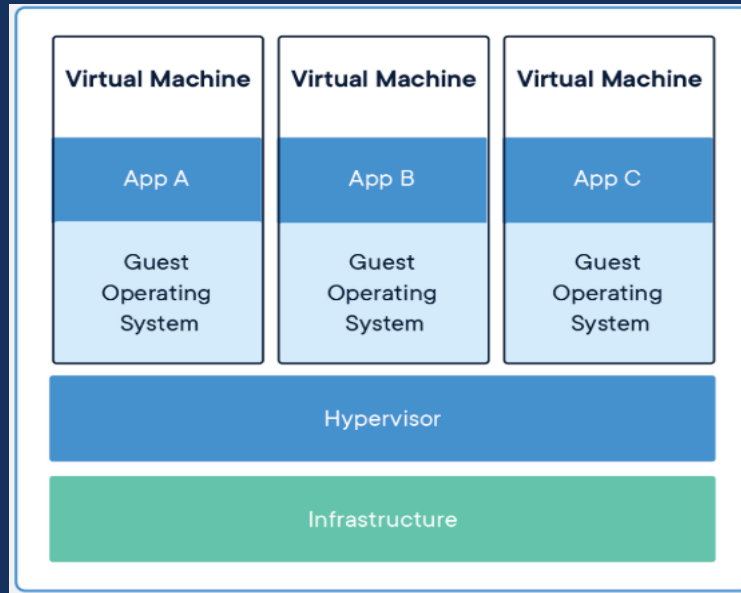 Virtual Machine
App A
Guest
Operating
System
Virtual Machine
App B
Guest
Operating
System
Virtual Machine
App C
Guest
Operating
System
Hypervisor
Infrastructure